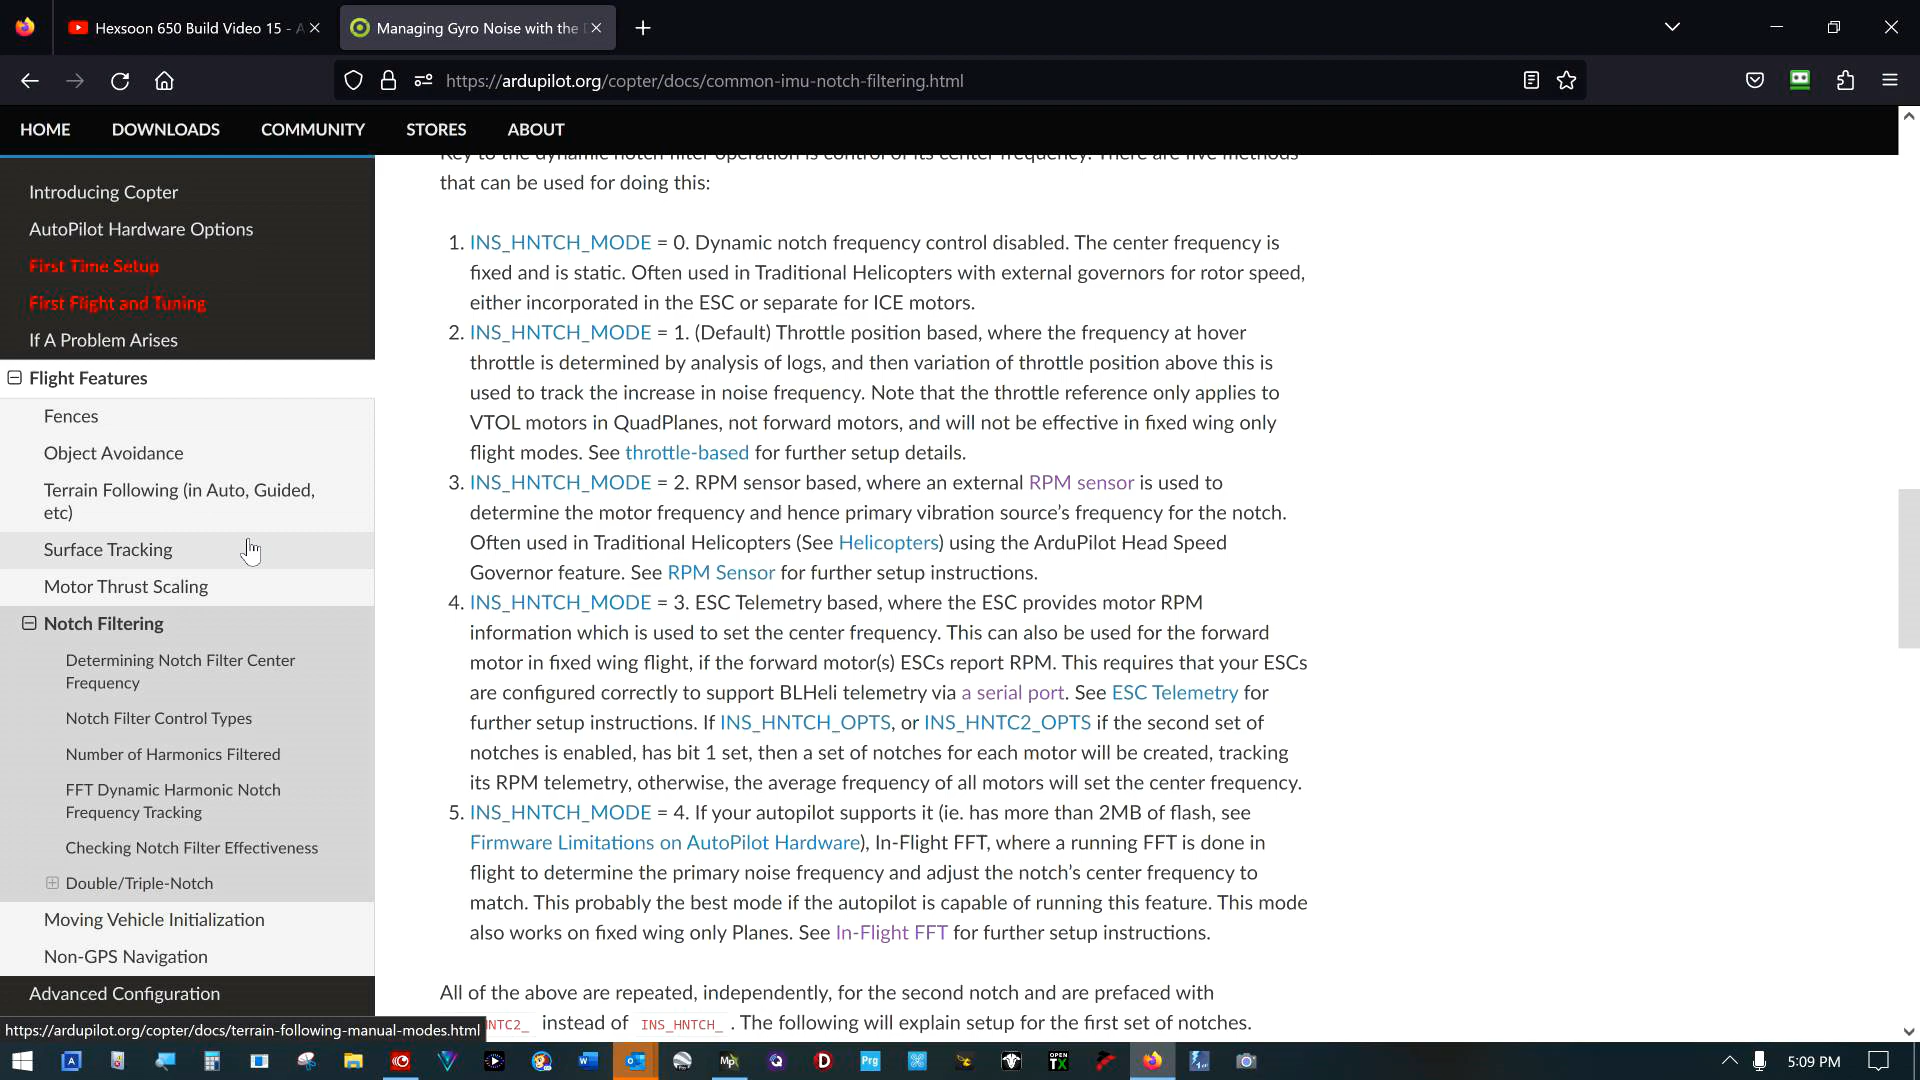 Hexsoon 650 Build Video 15 - A
Managing Gyro Noise with the D
https://ardupilot.org/copter/docs/common-imu-notch-filtering.html
HOME DOWNLOADS COMMUNITY STORES ABOUT
Introducing Copter
AutoPilot Hardware Options
First Time Setup
First Flight and Tuning
If A Problem Arises
Flight Features
Fences
Object Avoidance
Terrain Following (in Auto, Guided,
etc)
Surface Tracking
Motor Thrust Scaling
Notch Filtering
Determining Notch Filter Center
Frequency
Notch Filter Control Types
Number of Harmonics Filtered
FFT Dynamic Harmonic Notch
Frequency Tracking
Checking Notch Filter Effectiveness
Double/Triple-Notch
Moving Vehicle Initialization
Non-GPS Navigation
Advanced Configuration
https://ardupilot.org/copter/docs/terrain-following-manual-modes.html
Key to the dynamic notch filter operation is control of its center frequency. There are five methods
that can be used for doing this:
1. INS_HNTCH_MODE = 0. Dynamic notch frequency control disabled. The center frequency is
fixed and is static. Often used in Traditional Helicopters with external governors for rotor speed,
either incorporated in the ESC or separate for ICE motors.
2. INS_HNTCH_MODE = 1. (Default) Throttle position based, where the frequency at hover
throttle is determined by analysis of logs, and then variation of throttle position above this is
used to track the increase in noise frequency. Note that the throttle reference only applies to
VTOL motors in QuadPlanes, not forward motors, and will not be effective in fixed wing only
flight modes. See throttle-based for further setup details.
3. INS_HNTCH_MODE = 2. RPM sensor based, where an external RPM sensor is used to
determine the motor frequency and hence primary vibration source's frequency for the notch.
Often used in Traditional Helicopters (See Helicopters) using the ArduPilot Head Speed
Governor feature. See RPM Sensor for further setup instructions.
4. INS_HNTCH_MODE = 3. ESC Telemetry based, where the ESC provides motor RPM
information which is used to set the center frequency. This can also be used for the forward
motor in fixed wing flight, if the forward motor(s) ESCs report RPM. This requires that your ESCs
are configured correctly to support BLHeli telemetry via a serial port. See ESC Telemetry for
further setup instructions. If INS_HNTCH_OPTS, or INS_HNTC2_OPTS if the second set of
notches is enabled, has bit 1 set, then a set of notches for each motor will be created, tracking
its RPM telemetry, otherwise, the average frequency of all motors will set the center frequency.
5. INS_HNTCH_MODE = 4. If your autopilot supports it (ie. has more than 2MB of flash, see
Firmware Limitations on AutoPilot Hardware), In-Flight FFT, where a running FFT is done in
flight to determine the primary noise frequency and adjust the notch's center frequency to
match. This probably the best mode if the autopilot is capable of running this feature. This mode
also works on fixed wing only Planes. See In-Flight FFT for further setup instructions.
All of the above are repeated, independently, for the second notch and are prefaced with
NTC2_ instead of INS_HNTCH_ . The following will explain setup for the first set of notches.
Mp Prg OPEN TX
5:09 PM